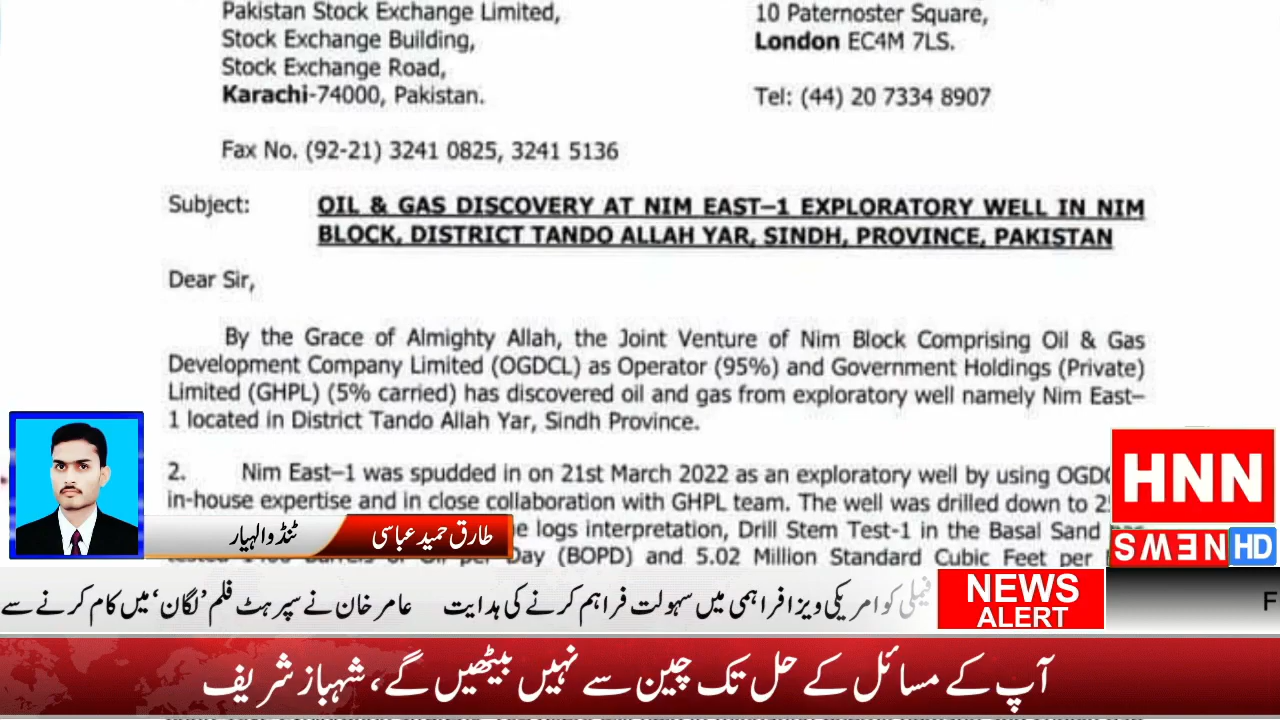 Pakistan Stock Exchange Limited,
Stock Exchange Building,
Stock Exchange Road,
Karachi-74000, Pakistan.
Fax No. (92-21) 3241 0825, 3241 5136
10 Paternoster Square,
London EC4M 7LS.
Tel: (44) 20 7334 8907
Subject: OIL & GAS DISCOVERY AT NIM EAST–1 EXPLORATORY WELL IN NIM
BLOCK, DISTRICT TANDO ALLAH YAR, SINDH, PROVINCE, PAKISTAN
Dear Sir,
By the Grace of Almighty Allah, the Joint Venture of Nim Block Comprising Oil & Gas
Development Company Limited (OGDCL) as Operator (95%) and Government Holdings (Private)
Limited (GHPL) (5% carried) has discovered oil and gas from exploratory well namely Nim East–
1 located in District Tando Allah Yar, Sindh Province.
2. Nim East–1 was spudded in on 21st March 2022 as an exploratory well by using
in-house expertise and in close collaboration with GHPL team. The well was drilled down to
logs interpretation, Drill Stem Test-1 in the Basal Sand
Day (BOPD) and 5.02 Million Standard Cubic Feet per
طارق حمید عباسی
ٹنڈوالہیار
HNN
NEWS HD
فیملی کو امریکی ویزا فراہمی میں سہولت فراہم کرنے کی ہدایت
عامر خان نے سپر ہٹ فلم ’لگان‘ میں کام کرنے سے
NEWS
ALERT
F
آپ کے مسائل کے حل تک چین سے نہیں بیٹھیں گے، شہباز شریف